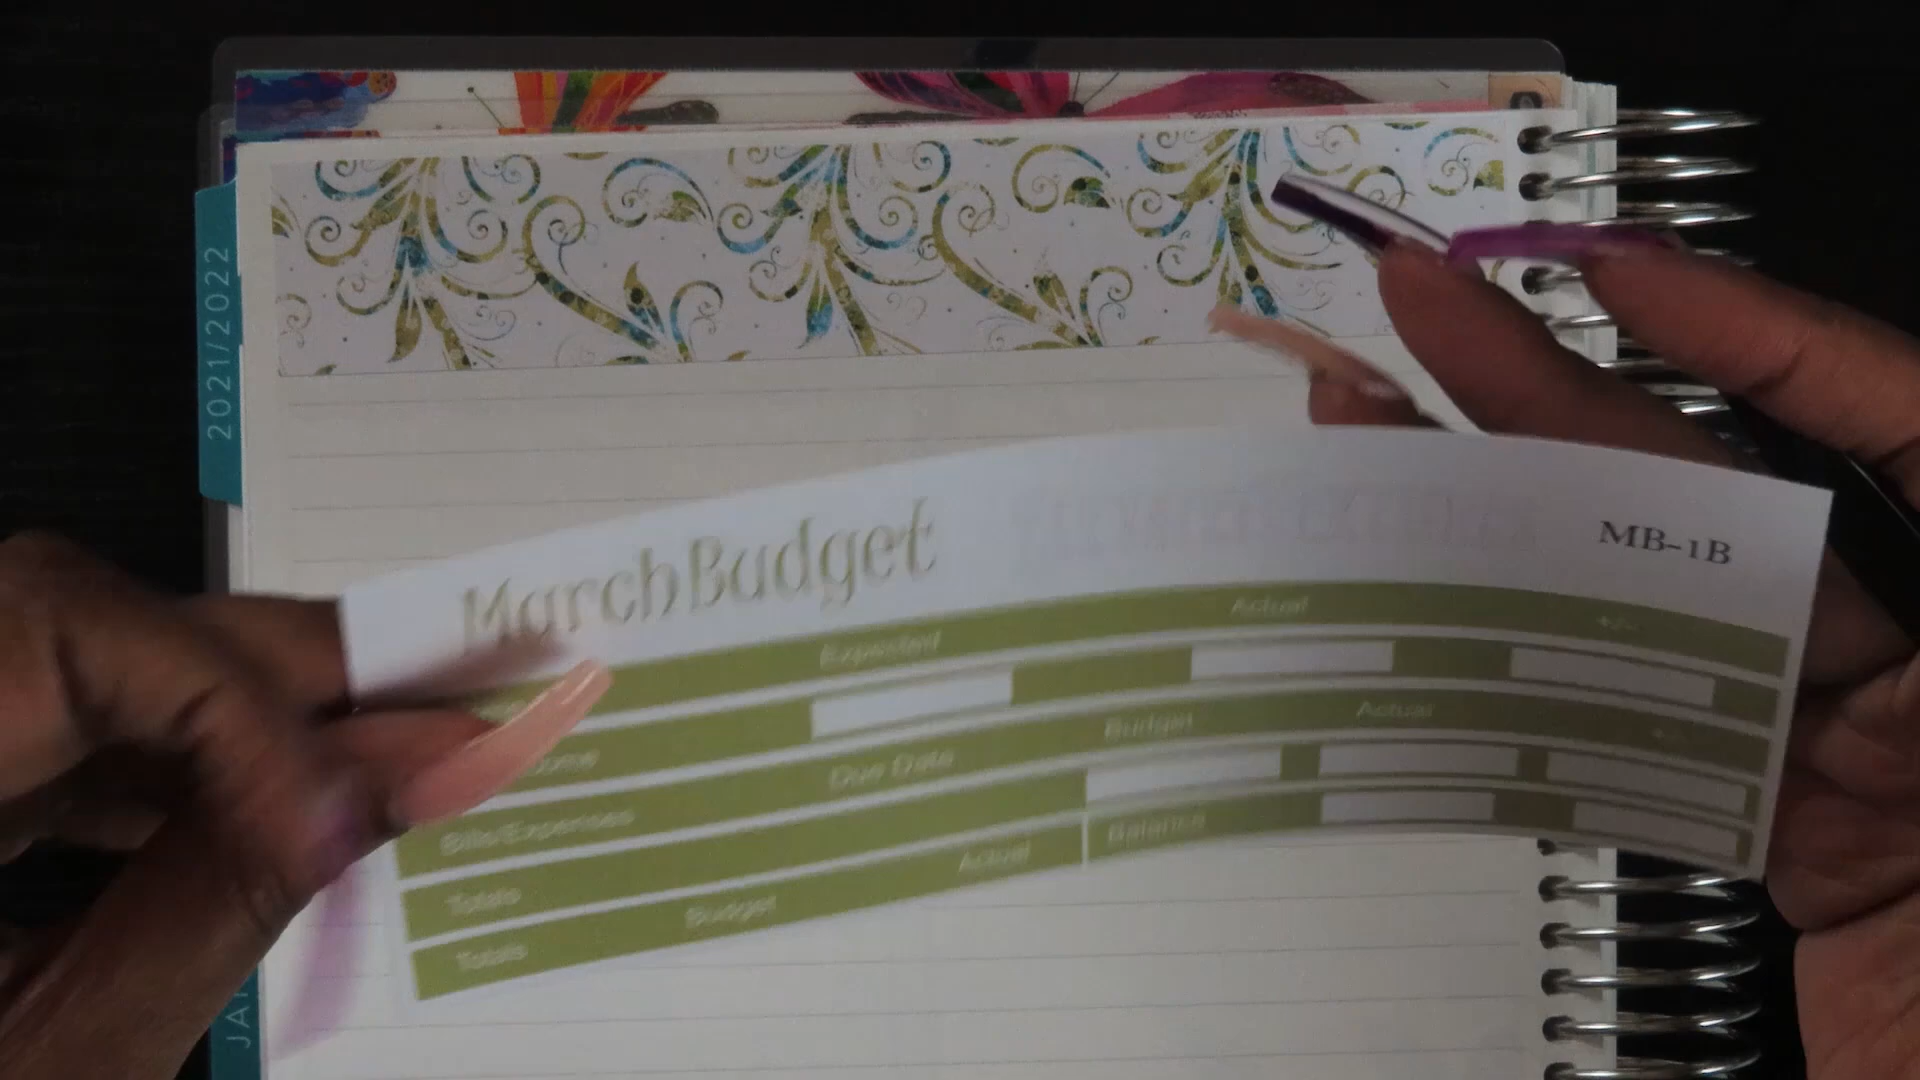 2021/2022
March Budget
MB-1B
Expected Actual +/-
Due Date Budget Actual
Bills/Expenses
Totals
Balance
Totals Budget Actual
JA